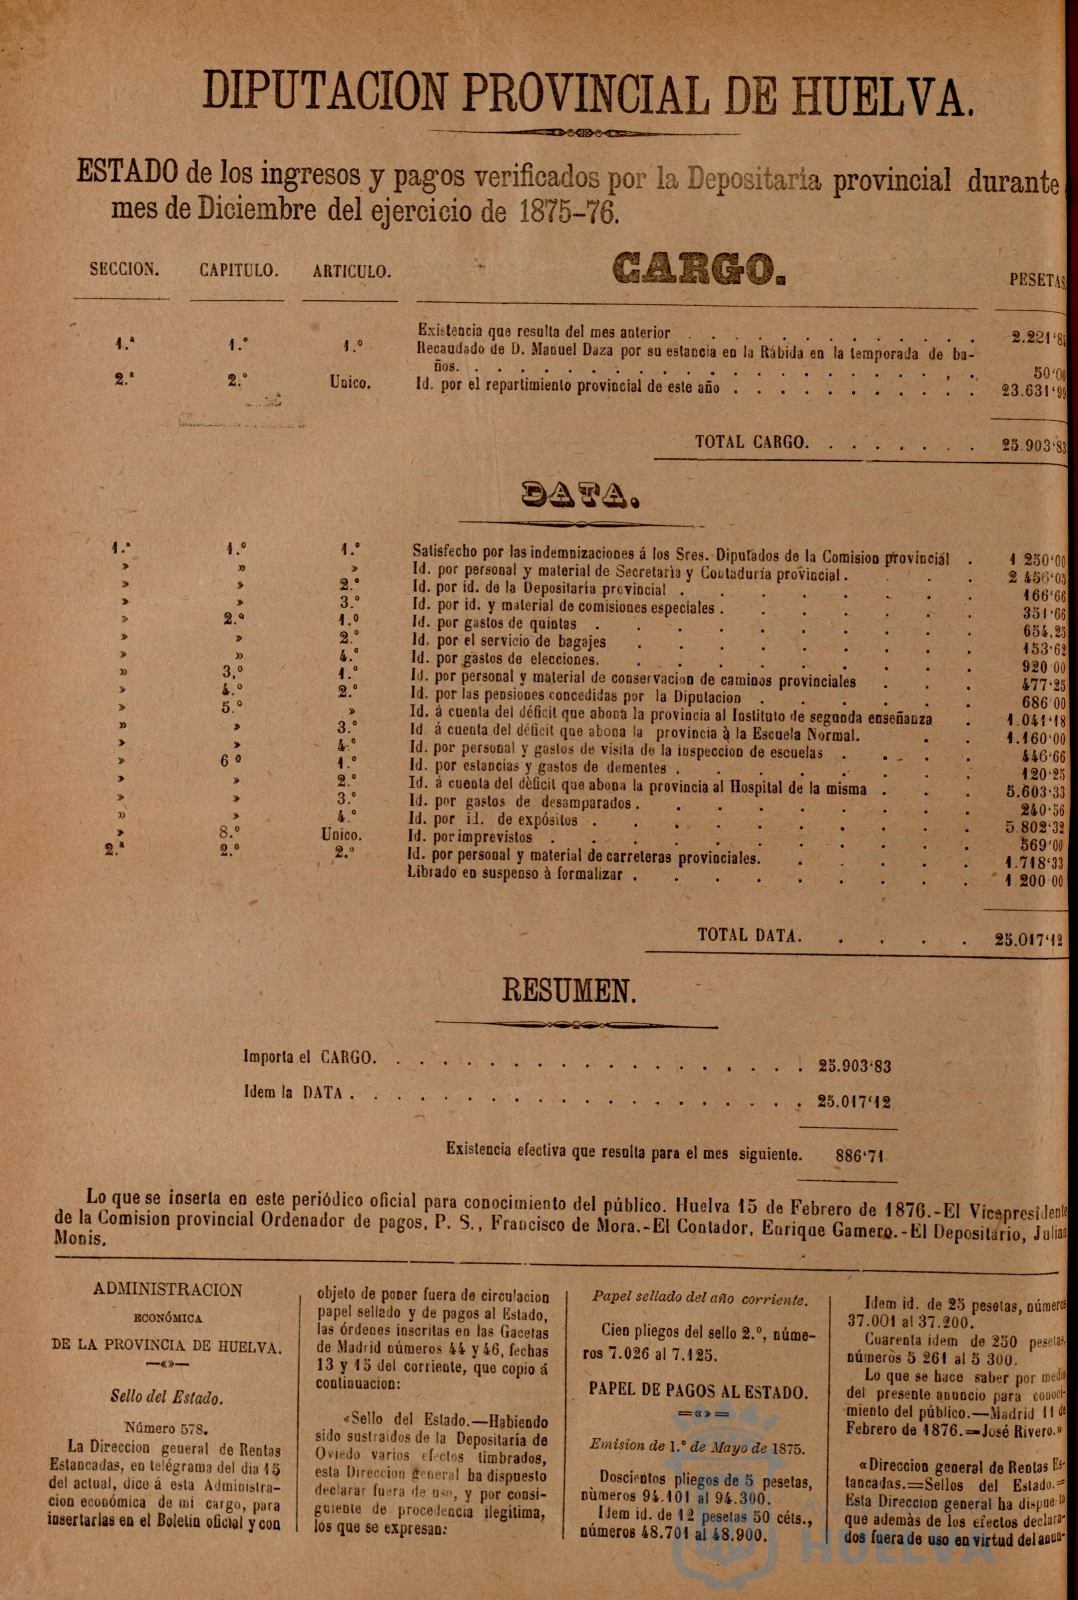 DIPUTACION PROVINCIAL DE HUELVA.
ESTADO de los ingresos y pagos verificados por la Depositaría provincial durante
mes de Diciembre del ejercicio de 1875-76.
SECCION. CAPITULO. ARTICULO. CARGO. PESETAS
1.ª 1.º 1.º Existencia que resulta del mes anterior 2.221‘8
Recaudado de D. Manuel Daza por su estancia en la Rábida en la temporada de ba-
ños. 50‘0
2.ª 2.º Unico. Id. por el repartimiento provincial de este año 23.631‘99
TOTAL CARGO. 25.903‘83
DATA.
1.ª 1.º 1.º Satisfecho por las indemnizaciones á los Sres. Diputados de la Comision provincial 1 250‘00
» » » Id. por personal y material de Secretaria y Contaduría provincial. 2 456‘03
» » 2.º Id. por id. de la Depositaría provincial 166‘66
» » 3.º Id. por id. y material de comisiones especiales 351‘66
» 2.º 1.º Id. por gastos de quintas 654,25
» » 2.º Id. por el servicio de bagajes 153‘62
» » 4.º Id. por gastos de elecciones. 920 00
» 3,º 1.º Id. por personal y material de conservacion de caminos provinciales 477‘25
» 4.º 2.º Id. por las pensiones concedidas por la Diputacion 686 00
» 5.º » Id. á cuenta del déficit que abona la provincia al Instituto de segunda enseñanza 1.041‘18
» » 3.º Id á cuenta del déficit que abona la provincia à la Escuela Normal. 1.160‘00
» » 4.º Id. por personal y gastos de visita de la inspeccion de escuelas 446‘66
» 6º 1.º Id. por estancias y gastos de dementes 120‘25
» » 2.º Id. á cuenta del dèficit que abona la provincia al Hospital de la misma 5.603‘33
» » 3.º Id. por gastos de desamparados 240‘56
» » 4.º Id. por id. de expósitos 5.802‘32
» 8.º Unico. Id. por imprevistos 569‘00
2.ª 2.º 2.º Id. por personal y material de carreteras provinciales. 1.718‘33
Librado en suspenso à formalizar 1 200 00
TOTAL DATA. 25.017‘12
RESUMEN.
Importa el CARGO. 25.903‘83
Idem la DATA 25.017‘12
Existencia efectiva que resulta para el mes siguiente. 886‘71
Lo que se inserta en este periódico oficial para conocimiento del público. Huelva 15 de Febrero de 1876.-El Vicepresidente
de la Comision provincial Ordenador de pagos, P. S., Francisco de Mora.-El Contador, Enrique Gamero.-El Depositario, Julian
Monis.
ADMINISTRACION
ECONÓMICA
DE LA PROVINCIA DE HUELVA.
—«»—
Sello del Estado.
Número 578.
La Direccion general de Rentas
Estancadas, en telégrama del dia 15
del actual, dice á esta Administra-
cion económica de mi cargo, para
insertarlas en el Boletin oficial y con
objeto de poner fuera de circulacion
papel sellado y de pagos al Estado,
las órdenes inscritas en las Gacetas
de Madrid números 44 y 46, fechas
13 y 15 del corriente, que copio á
continuacion:
«Sello del Estado.—Habiendo
sido sustraidos de la Depositaría de
Oviedo varios efectos timbrados,
esta Direccion general ha dispuesto
declarar fuera de uso, y por consi-
guiente de procedencia ilegítima,
los que se expresan:
Papel sellado del año corriente.
Cien pliegos del sello 2.º, núme-
ros 7.026 al 7.125.
PAPEL DE PAGOS AL ESTADO.
=«»=
Emision de 1.º de Mayo de 1875.
Doscientos pliegos de 5 pesetas,
nùmeros 94.101 al 94.300.
Idem id. de 12 pesetas 50 céts.,
números 48.701 al 48.900.
Idem id. de 25 pesetas, números
37.001 al 37.200.
Cuarenta idem de 250 pesetas,
números 5 261 al 5 300.
Lo que se hace saber por medio
del presente anuncio para conoci-
miento del público.—Madrid 11 de
Febrero de 1876.=José Rivero.»
«Direccion general de Rentas Es-
tancadas.=Sellos del Estado.=
Esta Direccion general ha dispuesto
que además de los efectos declara-
dos fuera de uso en virtud del anun-
HUELVA